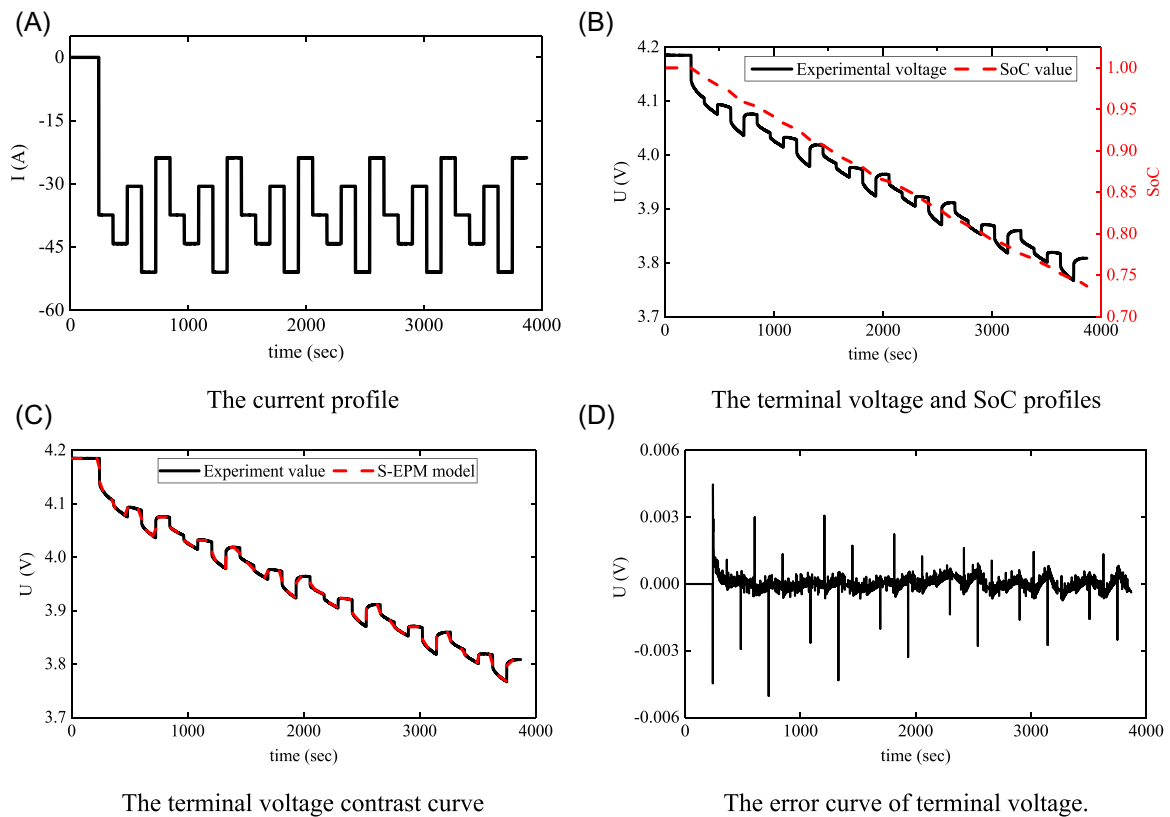 (A)
0
-15
-30
-45
-60
I (A)
0 1000 2000 3000 4000
time (sec)
The current profile
(B)
4.2
4.1
4.0
3.9
3.8
3.7
U (V)
Experimental voltage SoC value
1.00
0.95
0.90
0.85
0.80
0.75
0.70
SoC
0 1000 2000 3000 4000
time (sec)
The terminal voltage and SoC profiles
(C)
4.2
4.1
4.0
3.9
3.8
3.7
U (V)
Experiment value S-EPM model
0 1000 2000 3000 4000
time (sec)
The terminal voltage contrast curve
(D)
0.006
0.003
0.000
-0.003
-0.006
U (V)
0 1000 2000 3000 4000
time (sec)
The error curve of terminal voltage.